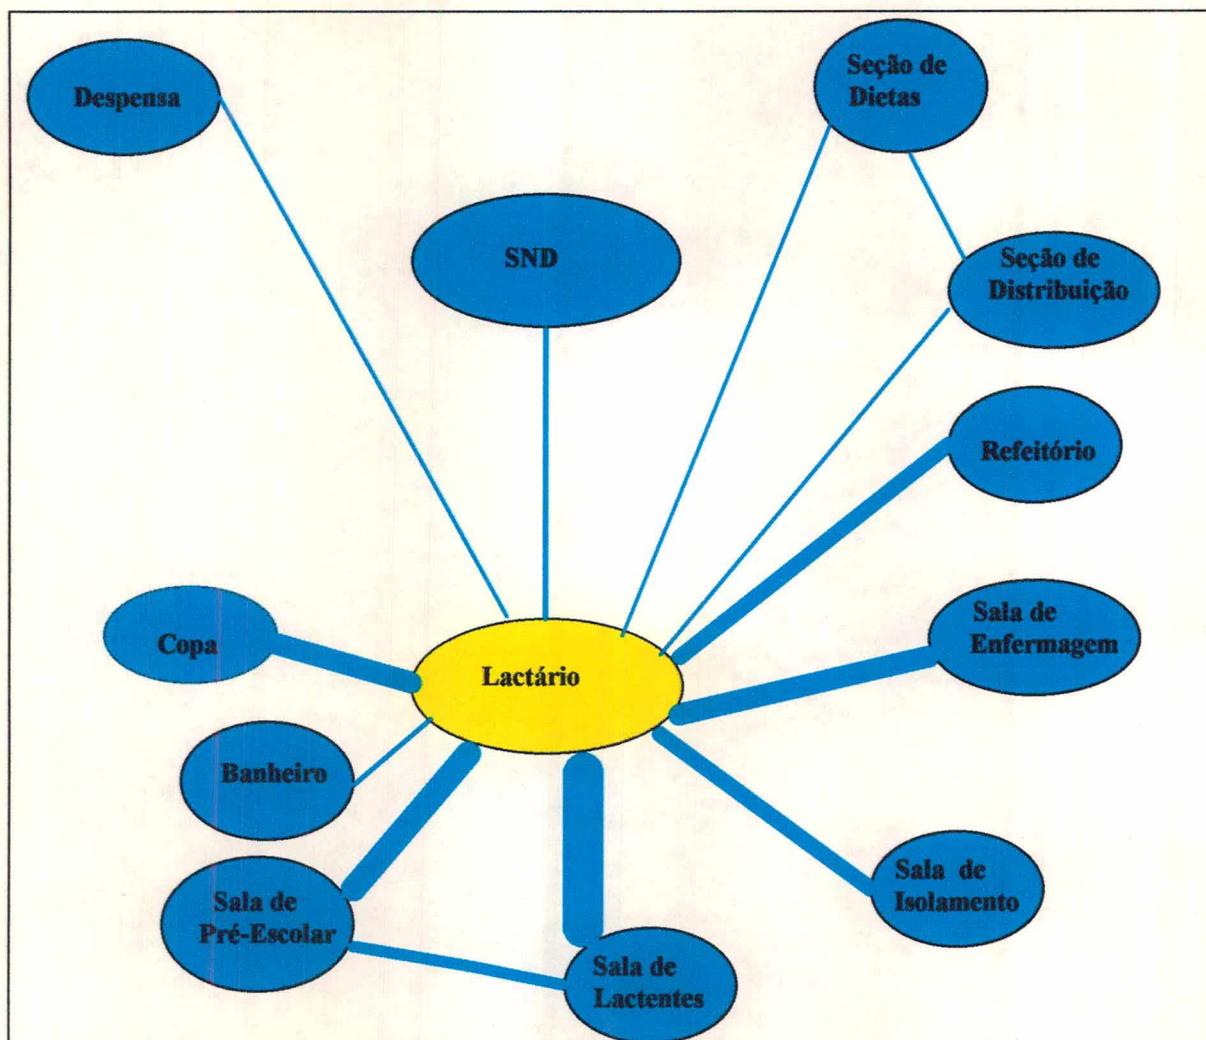 Despensa
Seção de
Dietas
SND
Seção de
Distribuição
Refeitório
Copa
Lactário
Sala de
Enfermagem
Banheiro
Sala de
Pré-Escolar
Sala de
Isolamento
Sala de
Lactentes